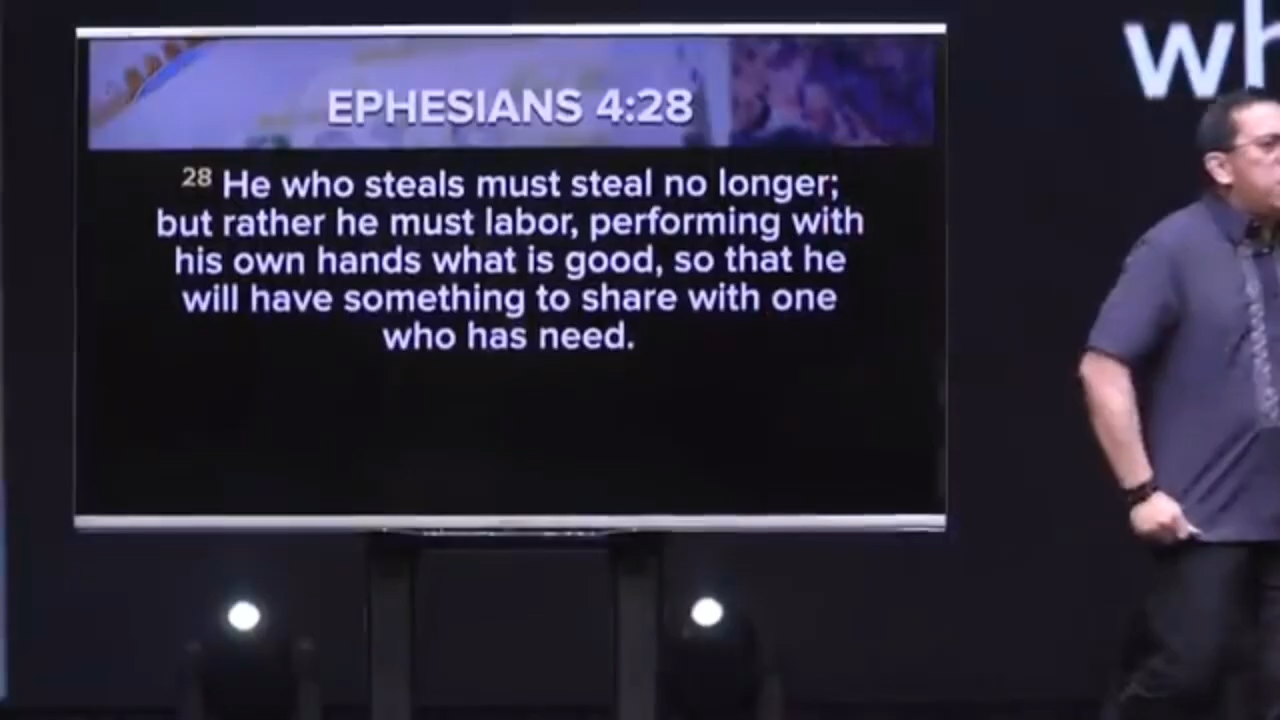 EPHESIANS 4:28
28 He who steals must steal no longer;
but rather he must labor, performing with
his own hands what is good, so that he
will have something to share with one
who has need.
wh